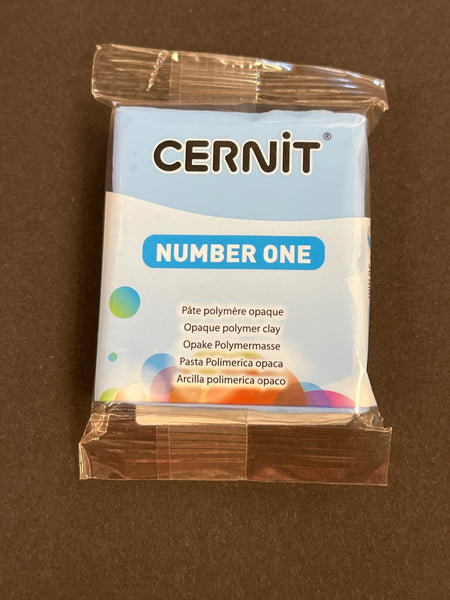 CERNiT®
NUMBER ONE
Pâte polymère opaque
Opaque polymer clay
Opake Polymermasse
Pasta Polimerica opaca
Arcilla polimerica opaco